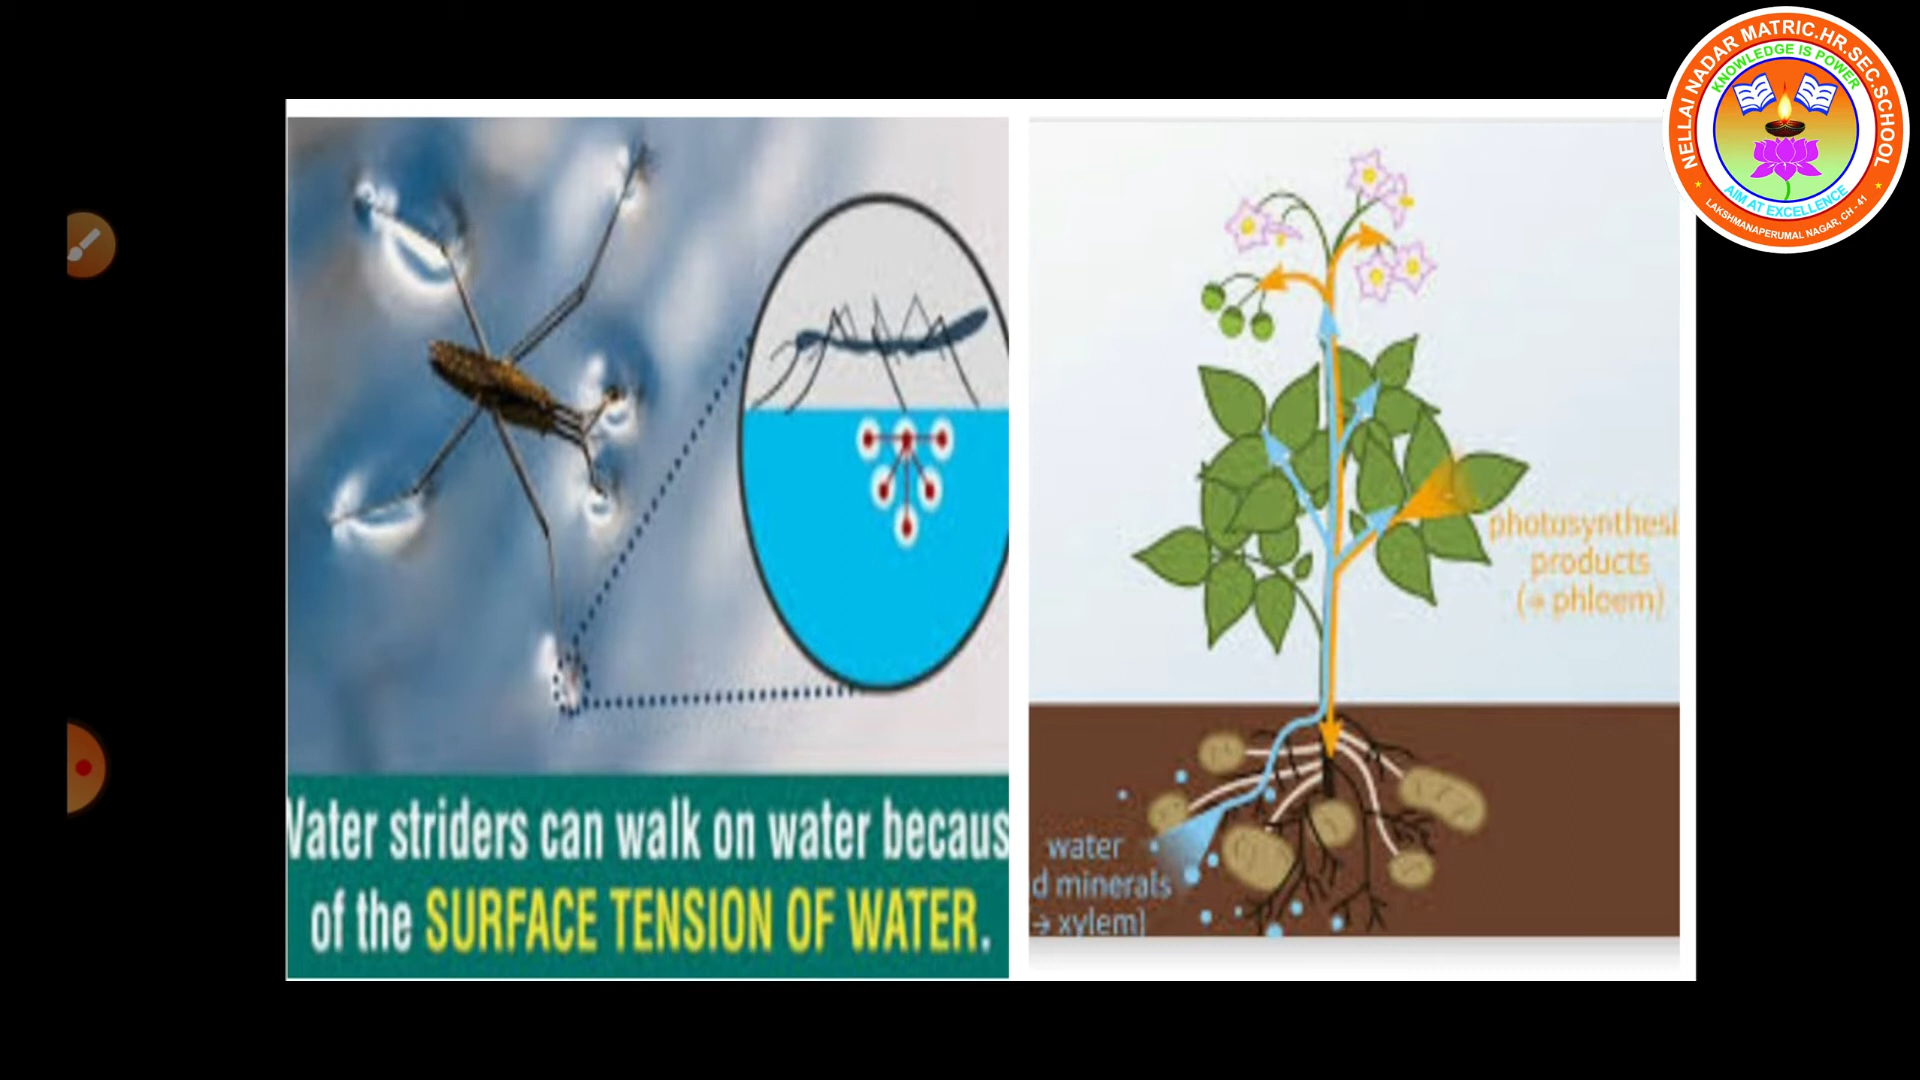 Vater striders can walk on water becaus
of the SURFACE TENSION OF WATER.
photosynthesi
products
(→ phloem)
water
d minerals
→ xylem)
NELLAI NADAR MATRIC.HR.SEC.SCHOOL
KNOWLEDGE IS POWER
AIM AT EXCELLENCE
LAKSHMANAPERUMAL NAGAR, CH - 41